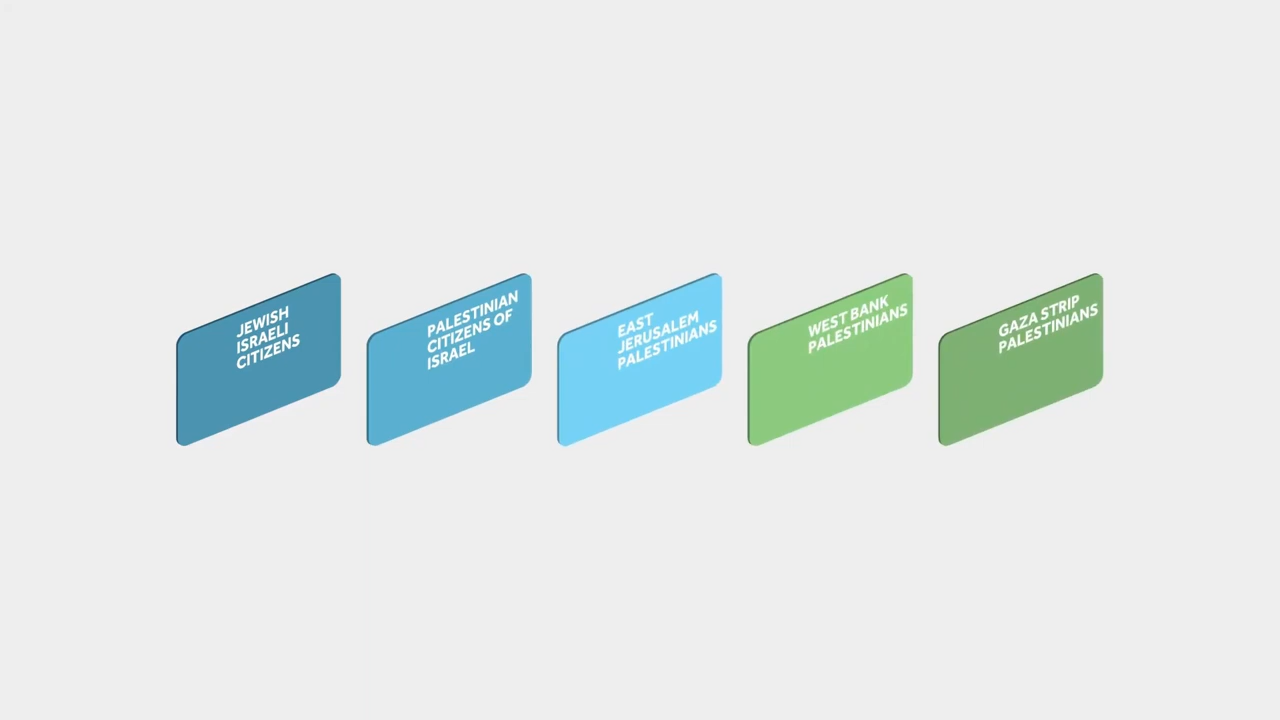 JEWISH
ISRAELI
CITIZENS
PALESTINIAN
CITIZENS OF
ISRAEL
EAST
JERUSALEM
PALESTINIANS
WEST BANK
PALESTINIANS
GAZA STRIP
PALESTINIANS